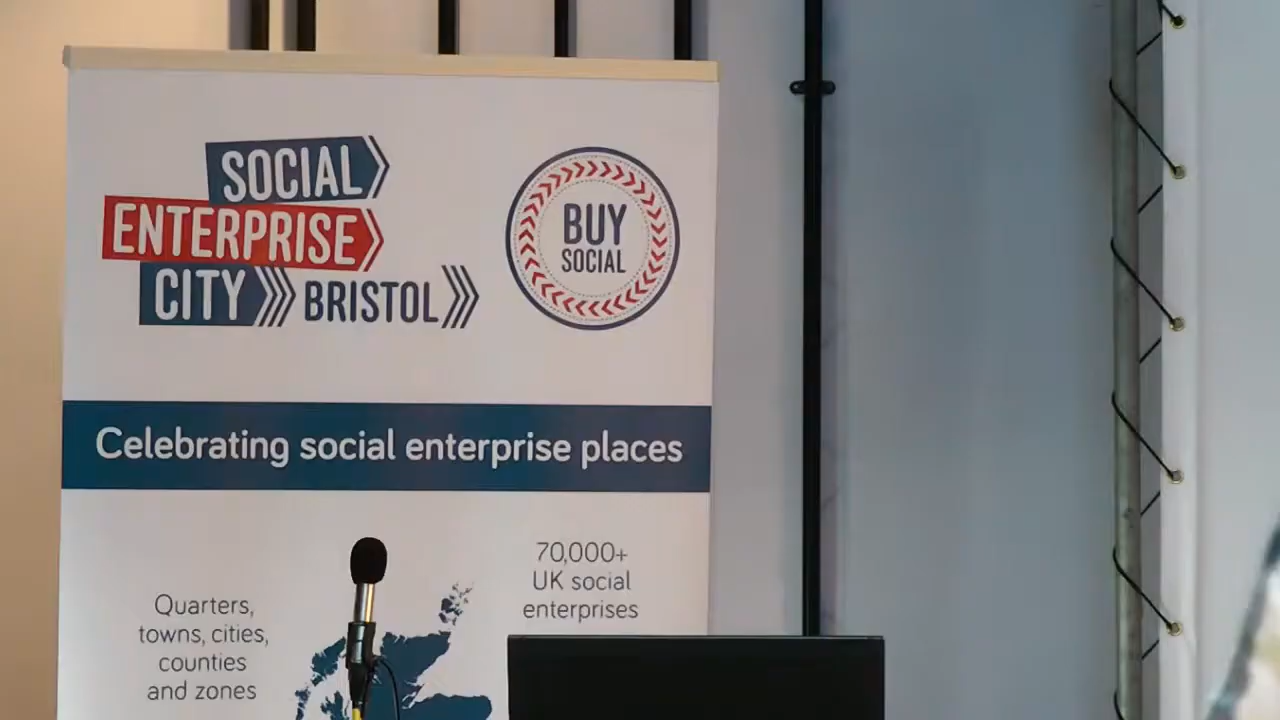 SOCIAL
ENTERPRISE
CITY BRISTOL
BUY
SOCIAL
Celebrating social enterprise places
Quarters,
towns, cities,
counties
and zones
70,000+
UK social
enterprises